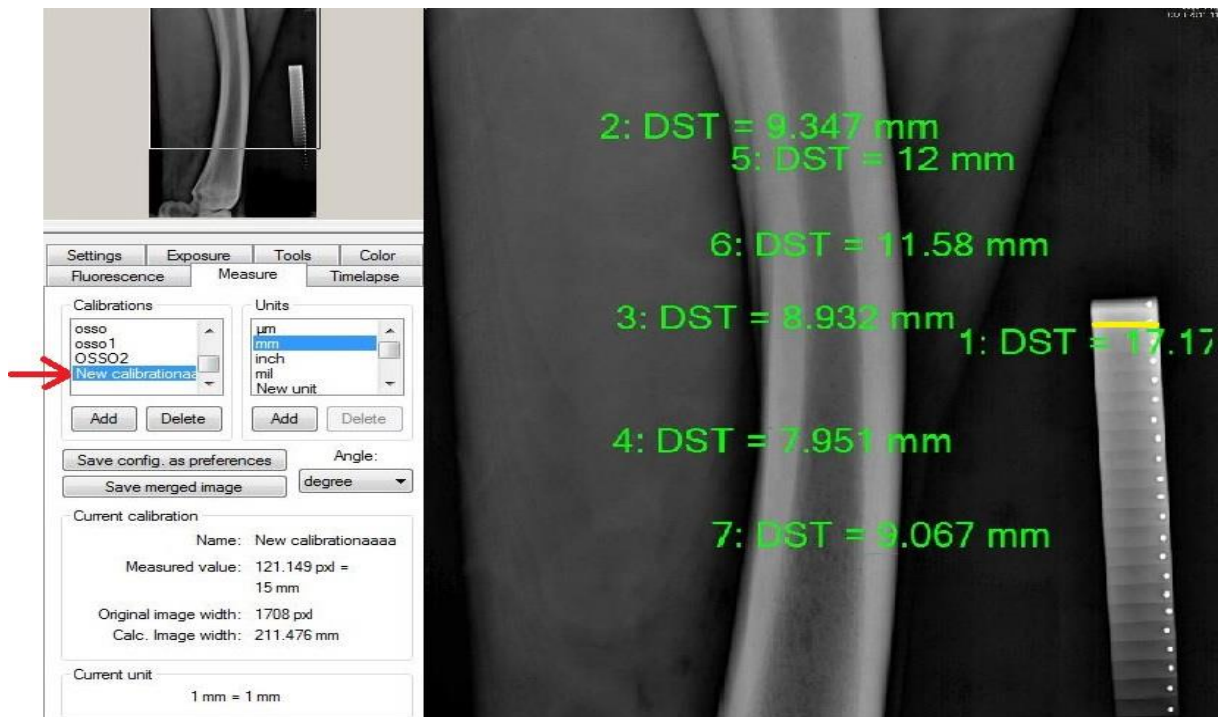 Settings Exposure Tools Color
Fluorescence Measure Timelapse
Calibrations Units
osso
osso1
OSSO2
New calibrationaa
µm
mm
inch
mil
New unit
Add Delete Add Delete
Save config. as preferences
Angle:
Save merged image
degree
Current calibration
Name: New calibrationaaaa
Measured value: 121.149 pxl =
15 mm
Original image width: 1708 pxl
Calc. Image width: 211.476 mm
Current unit
1 mm = 1 mm
2: DST = 9.347 mm
5: DST = 12 mm
6: DST = 11.58 mm
3: DST = 8.932 mm
1: DST = 17.17
4: DST = 7.951 mm
7: DST = 9.067 mm